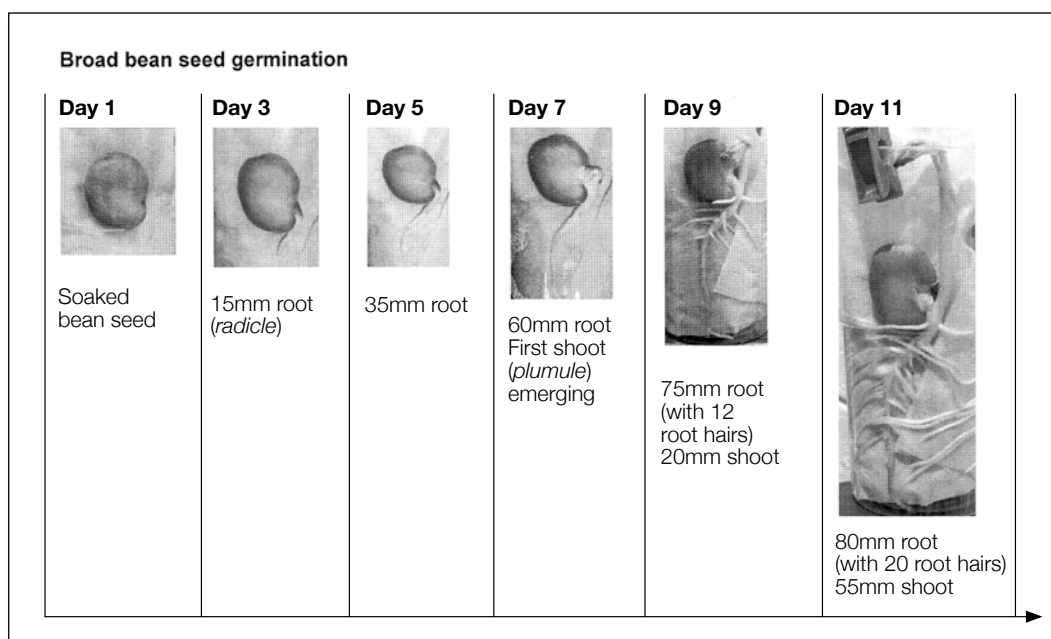 Broad bean seed germination
Day 1
Soaked
bean seed
Day 3
15mm root
(radicle)
Day 5
35mm root
Day 7
60mm root
First shoot
(plumule)
emerging
Day 9
75mm root
(with 12
root hairs)
20mm shoot
Day 11
80mm root
(with 20 root hairs)
55mm shoot